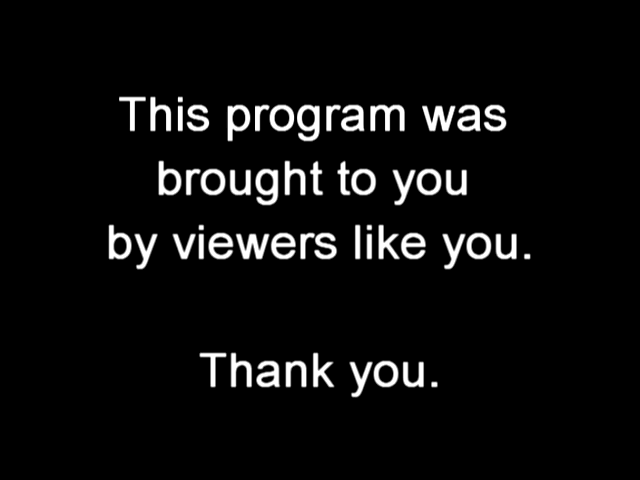 This program was
brought to you
by viewers like you.
Thank you.